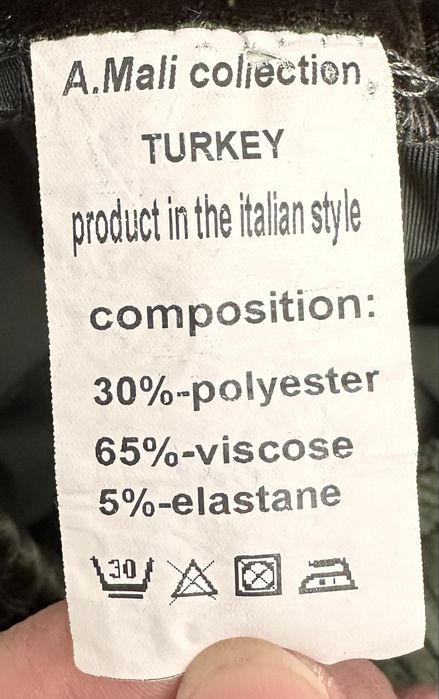 A.Mali collection
TURKEY
product in the italian style
composition:
30%-polyester
65%-viscose
5%-elastane
30